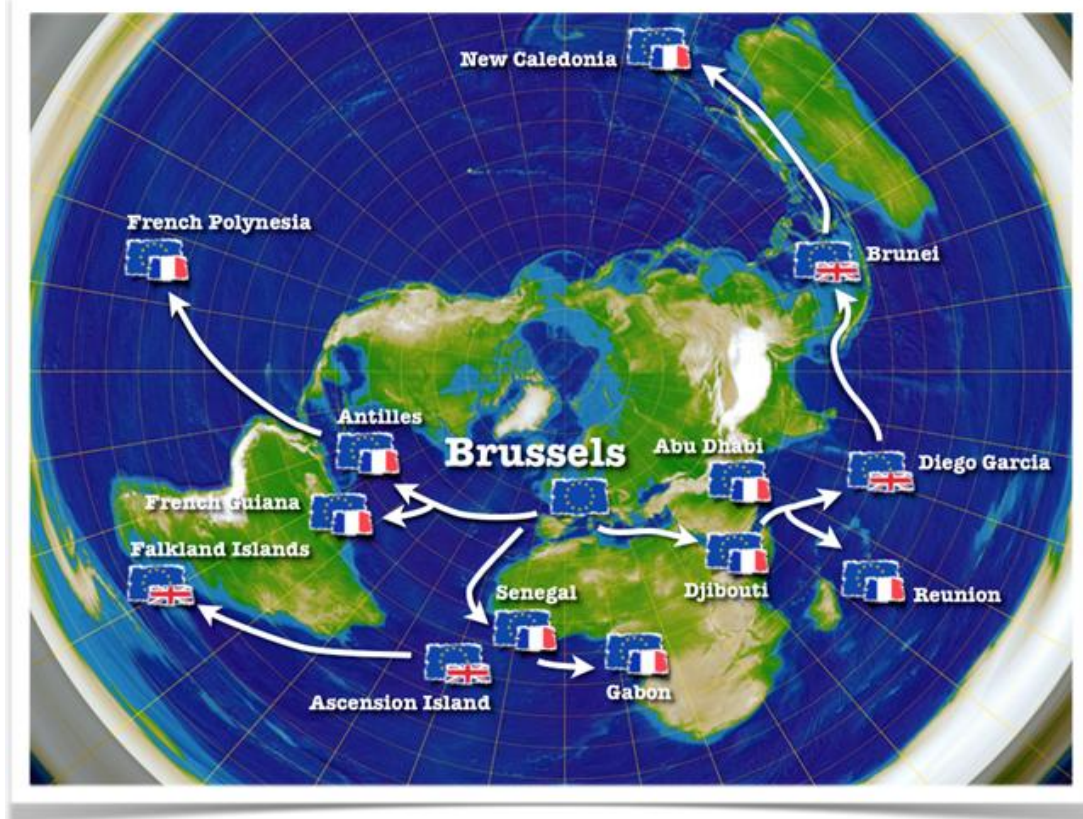 New Caledonia
French Polynesia
Brunei
Antilles
Brussels
Abu Dhabi
Diego Garcia
French Guiana
Falkland Islands
Senegal
Djibouti
Reunion
Ascension Island
Gabon